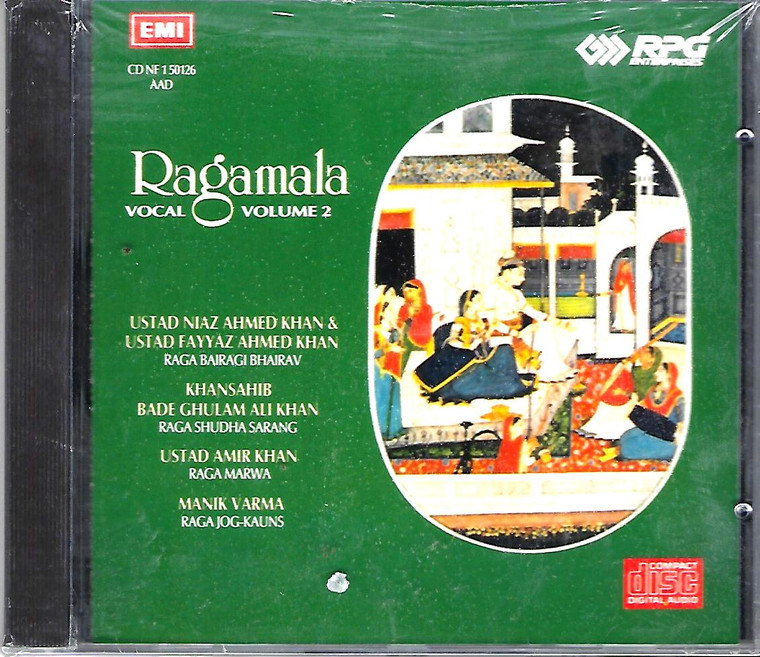 EMI
CD NF 1 50126
AAD
RPG
ENTERPRISES
Ragamala
VOCAL VOLUME 2
USTAD NIAZ AHMED KHAN &
USTAD FAYYAZ AHMED KHAN
RAGA BAIRAGI BHAIRAV
KHANSAHIB
BADE GHULAM ALI KHAN
RAGA SHUDHA SARANG
USTAD AMIR KHAN
RAGA MARWA
MANIK VARMA
RAGA JOG-KAUNS
COMPACT
disc
DIGITAL AUDIO